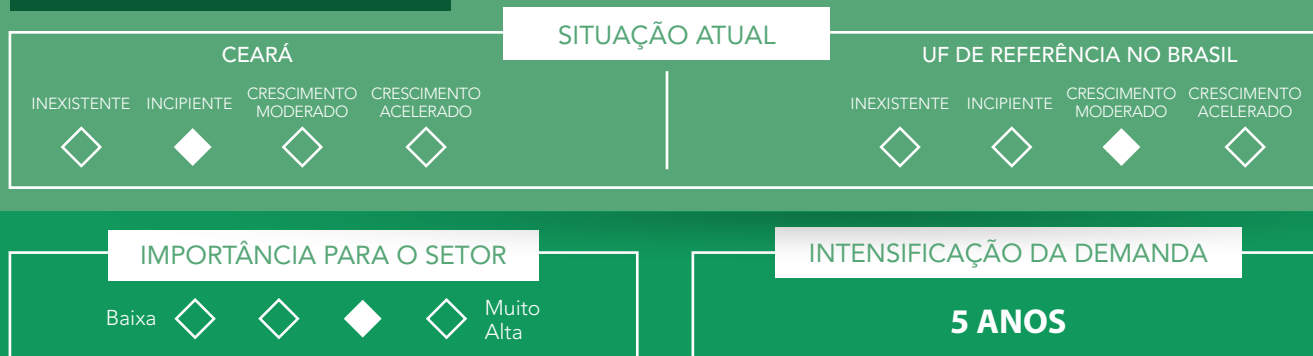 SITUAÇÃO ATUAL
CEARÁ
INEXISTENTE
INCIPIENTE
CRESCIMENTO
MODERADO
CRESCIMENTO
ACELERADO
UF DE REFERÊNCIA NO BRASIL
INEXISTENTE
INCIPIENTE
CRESCIMENTO
MODERADO
CRESCIMENTO
ACELERADO
IMPORTÂNCIA PARA O SETOR
Baixa
Muito
Alta
INTENSIFICAÇÃO DA DEMANDA
5 ANOS